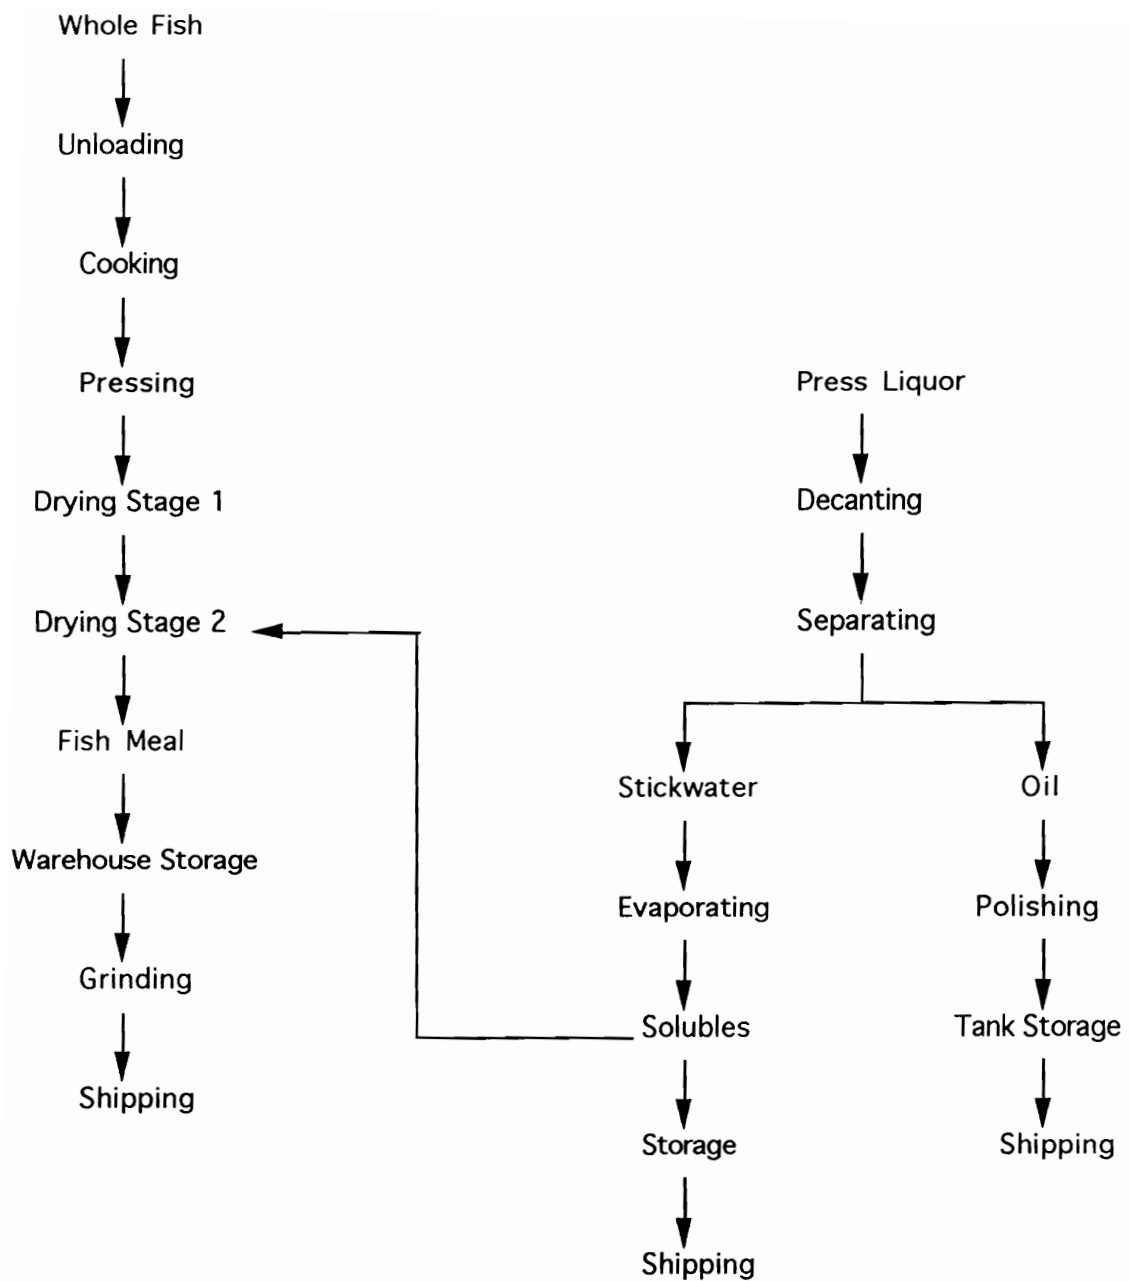 Whole Fish
Unloading
Cooking
Pressing
Drying Stage 1
Drying Stage 2
Fish Meal
Warehouse Storage
Grinding
Shipping
Press Liquor
Decanting
Separating
Stickwater
Evaporating
Solubles
Storage
Shipping
Oil
Polishing
Tank Storage
Shipping